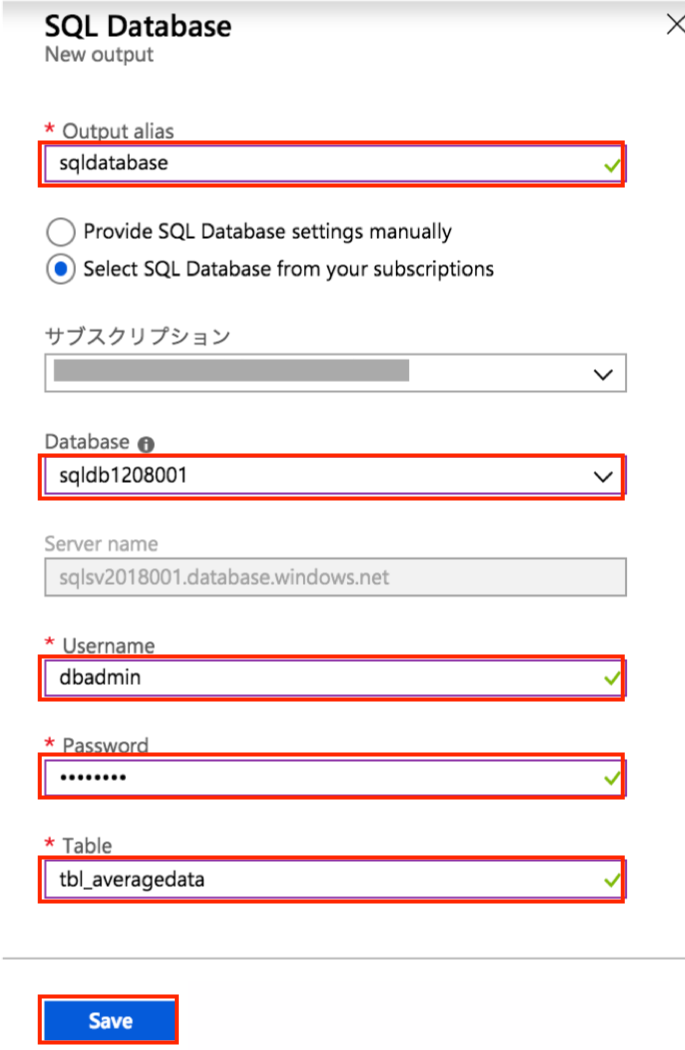 SQL Database
New output
* Output alias
sqldatabase
Provide SQL Database settings manually
Select SQL Database from your subscriptions
サブスクリプション
Database
sqldb1208001
Server name
sqlsv2018001.database.windows.net
* Username
dbadmin
* Password
••••••••
* Table
tbl_averagedata
Save